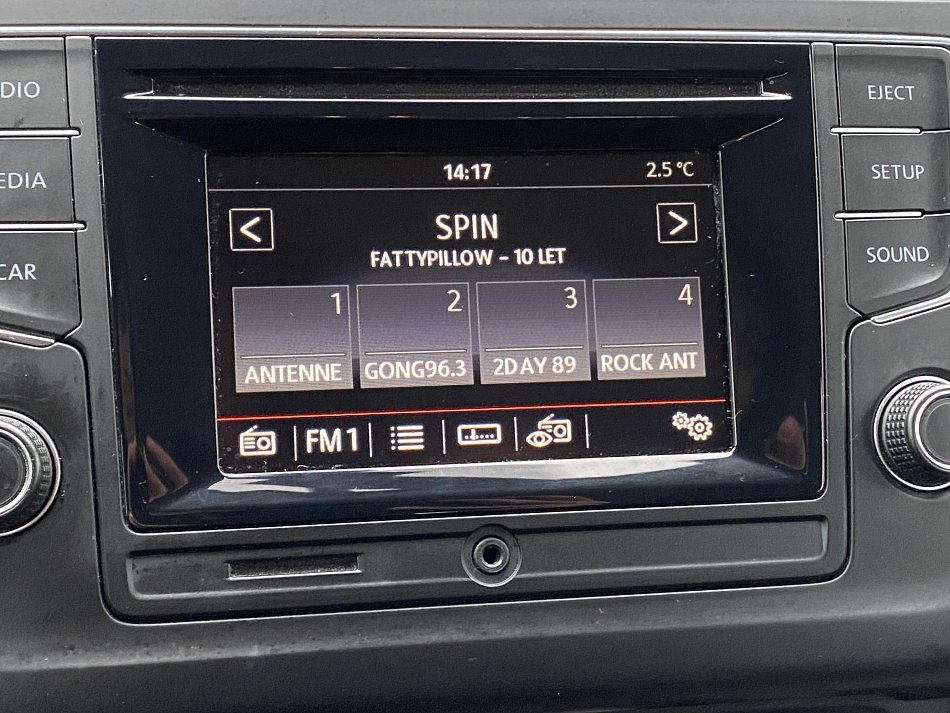 DIO
EDIA
CAR
14:17 2.5 °C
<
SPIN
>
FATTYPILLOW - 10 LET
1 2 3 4
ANTENNE GONG96.3 2DAY 89 ROCK ANT
FM1
EJECT
SETUP
SOUND